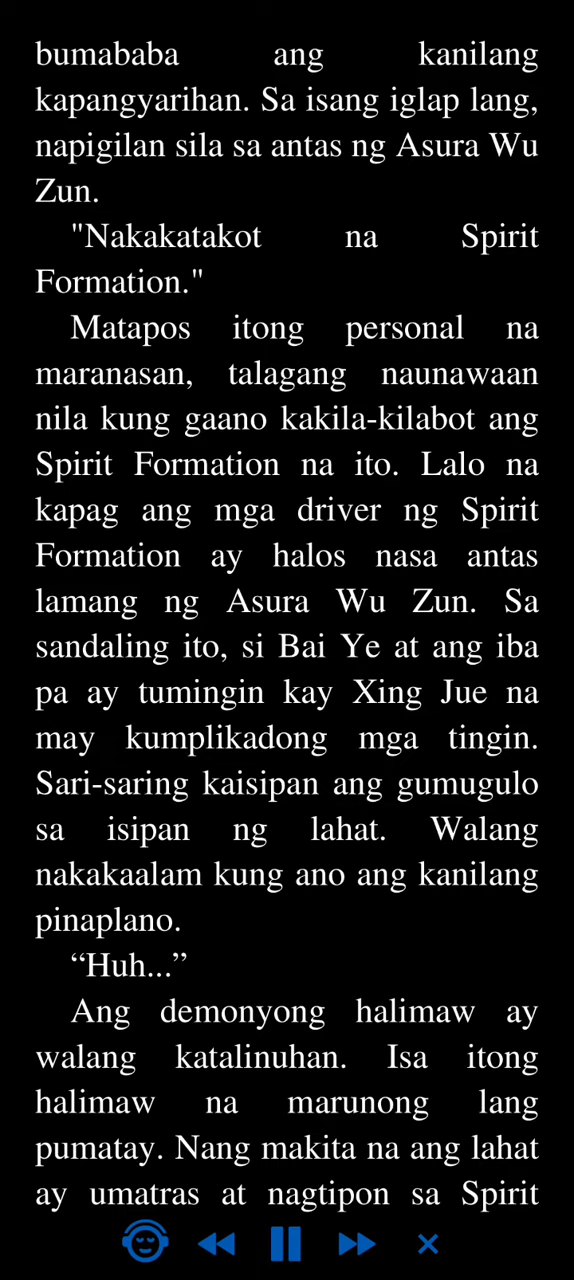 bumababa ang kanilang
kapangyarihan. Sa isang iglap lang,
napigilan sila sa antas ng Asura Wu
Zun.
"Nakakatakot na Spirit
Formation."
Matapos itong personal na
maranasan, talagang naunawaan
nila kung gaano kakila-kilabot ang
Spirit Formation na ito. Lalo na
kapag ang mga driver ng Spirit
Formation ay halos nasa antas
lamang ng Asura Wu Zun. Sa
sandaling ito, si Bai Ye at ang iba
pa ay tumingin kay Xing Jue na
may kumplikadong mga tingin.
Sari-saring kaisipan ang gumugulo
sa isipan ng lahat. Walang
nakakaalam kung ano ang kanilang
pinaplano.
“Huh...”
Ang demonyong halimaw ay
walang katalinuhan. Isa itong
halimaw na marunong lang
pumatay. Nang makita na ang lahat
ay umatras at nagtipon sa Spirit